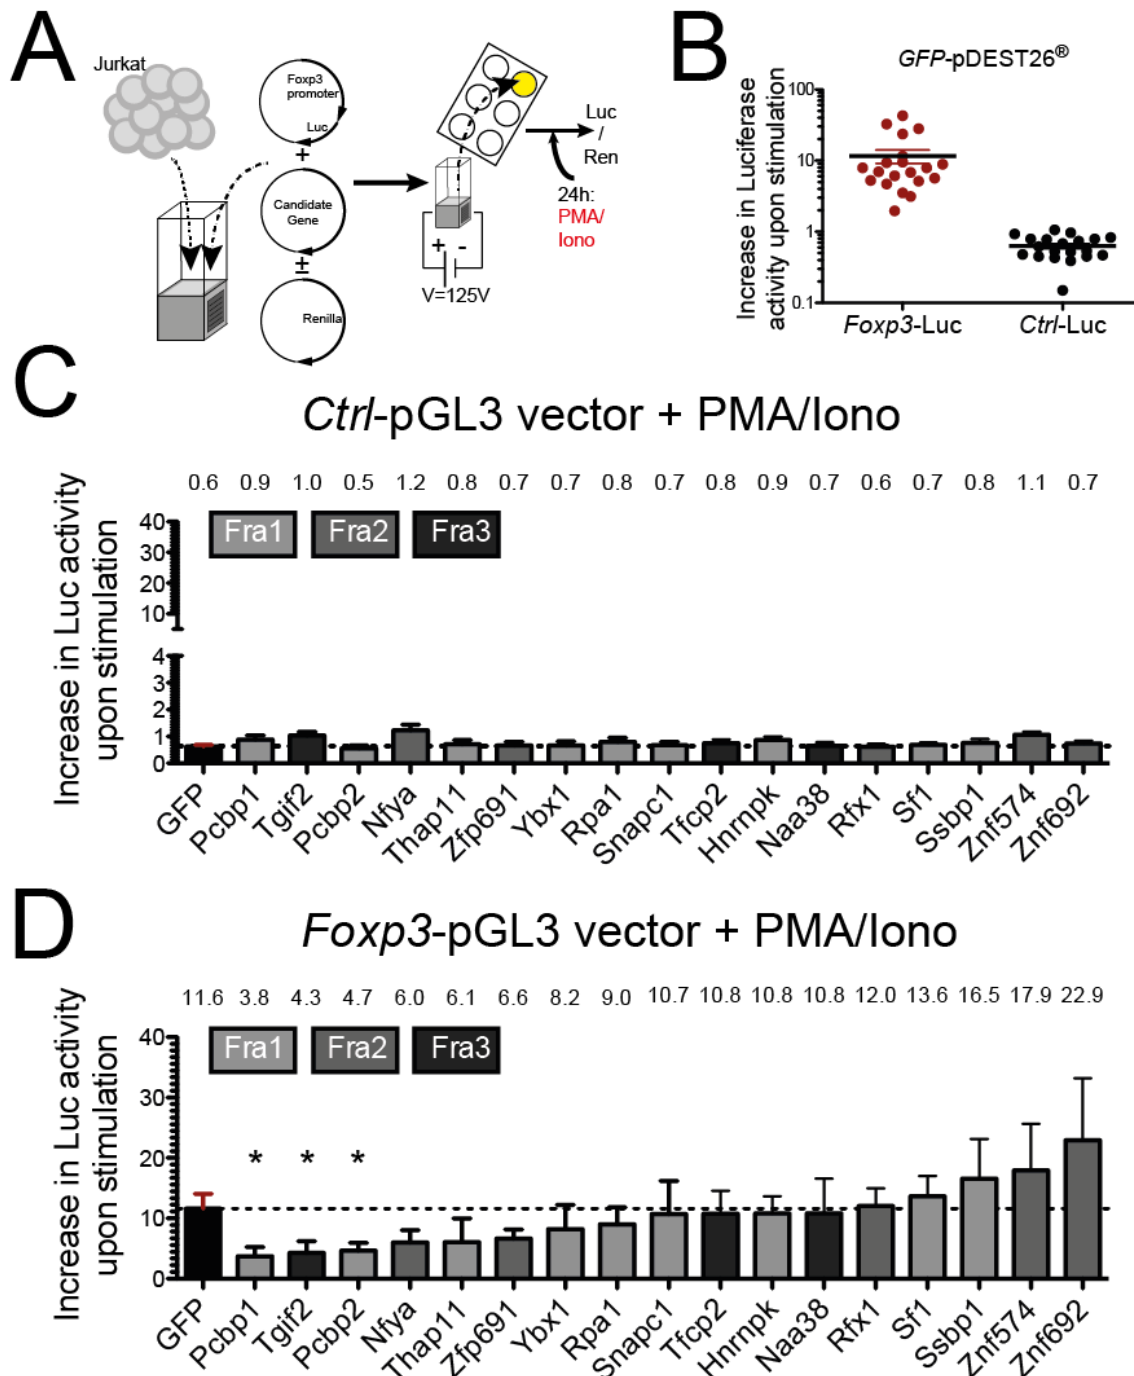 A
Jurkat
Foxp3
promoter
Luc
+
Candidate
Gene
±
Renilla
+ -
V=125V
Luc
/
Ren
24h:
PMA/
Iono
B
GFP-pDEST26®
Increase in Luciferase
activity upon stimulation
100
10
1
0.1
Foxp3-Luc
Ctrl-Luc
C
Ctrl-pGL3 vector + PMA/Iono
0.6 0.9 1.0 0.5 1.2 0.8 0.7 0.7 0.8 0.7 0.8 0.9 0.7 0.6 0.7 0.8 1.1 0.7
Fra1 Fra2 Fra3
Increase in Luc activity
upon stimulation
40
30
20
10
4
3
2
1
0
GFP Pcbp1 Tgif2 Pcbp2 Nfya Thap11 Zfp691 Ybx1 Rpa1 Snapc1 Tfcp2 Hnrnpk Naa38 Rfx1 Sf1 Ssbp1 Znf574 Znf692
D
Foxp3-pGL3 vector + PMA/Iono
11.6 3.8 4.3 4.7 6.0 6.1 6.6 8.2 9.0 10.7 10.8 10.8 10.8 12.0 13.6 16.5 17.9 22.9
Fra1 Fra2 Fra3
Increase in Luc activity
upon stimulation
40
30
20
10
0
* * *
GFP Pcbp1 Tgif2 Pcbp2 Nfya Thap11 Zfp691 Ybx1 Rpa1 Snapc1 Tfcp2 Hnrnpk Naa38 Rfx1 Sf1 Ssbp1 Znf574 Znf692